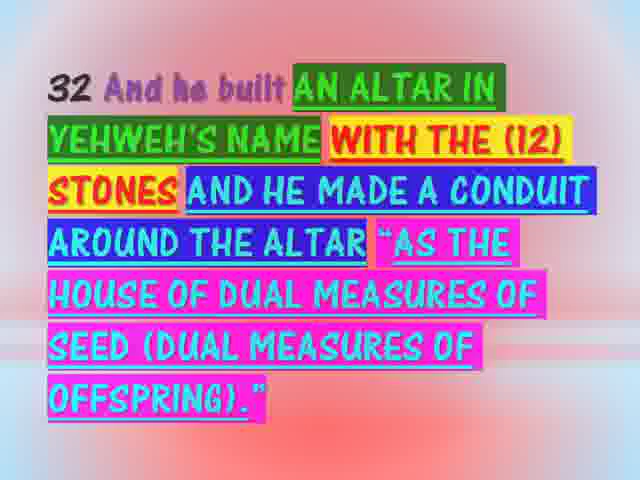 32 And he built AN ALTAR IN
YEHWEH'S NAME WITH THE (12)
STONES AND HE MADE A CONDUIT
AROUND THE ALTAR "AS THE
HOUSE OF DUAL MEASURES OF
SEED (DUAL MEASURES OF
OFFSPRING)."